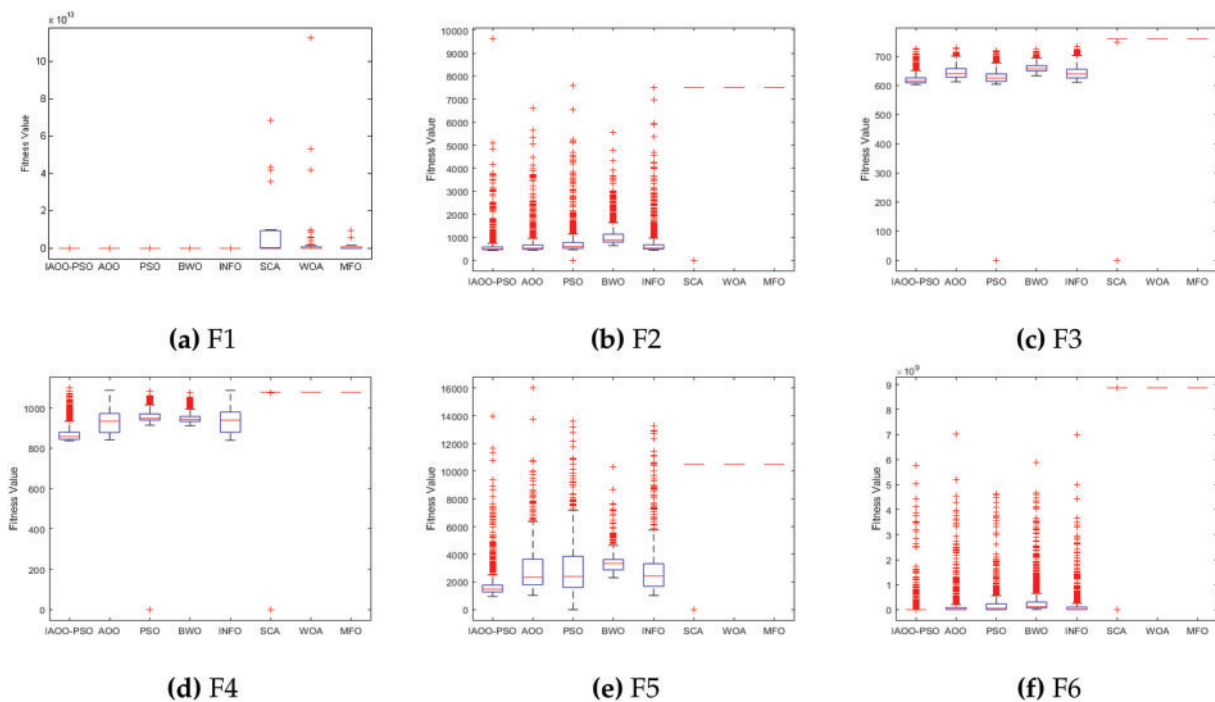 × 10^13
10
8
6
4
2
0
Fitness Value
IAOO-PSO AOO PSO BWO INFO SCA WOA MFO
(a) F1
10000
9000
8000
7000
6000
5000
4000
3000
2000
1000
0
Fitness Value
IAOO-PSO AOO PSO BWO INFO SCA WOA MFO
(b) F2
700
600
500
400
300
200
100
0
Fitness Value
IAOO-PSO AOO PSO BWO INFO SCA WOA MFO
(c) F3
1000
800
600
400
200
0
Fitness Value
IAOO-PSO AOO PSO BWO INFO SCA WOA MFO
(d) F4
16000
14000
12000
10000
8000
6000
4000
2000
0
Fitness Value
IAOO-PSO AOO PSO BWO INFO SCA WOA MFO
(e) F5
× 10^9
9
8
7
6
5
4
3
2
1
0
Fitness Value
IAOO-PSO AOO PSO BWO INFO SCA WOA MFO
(f) F6